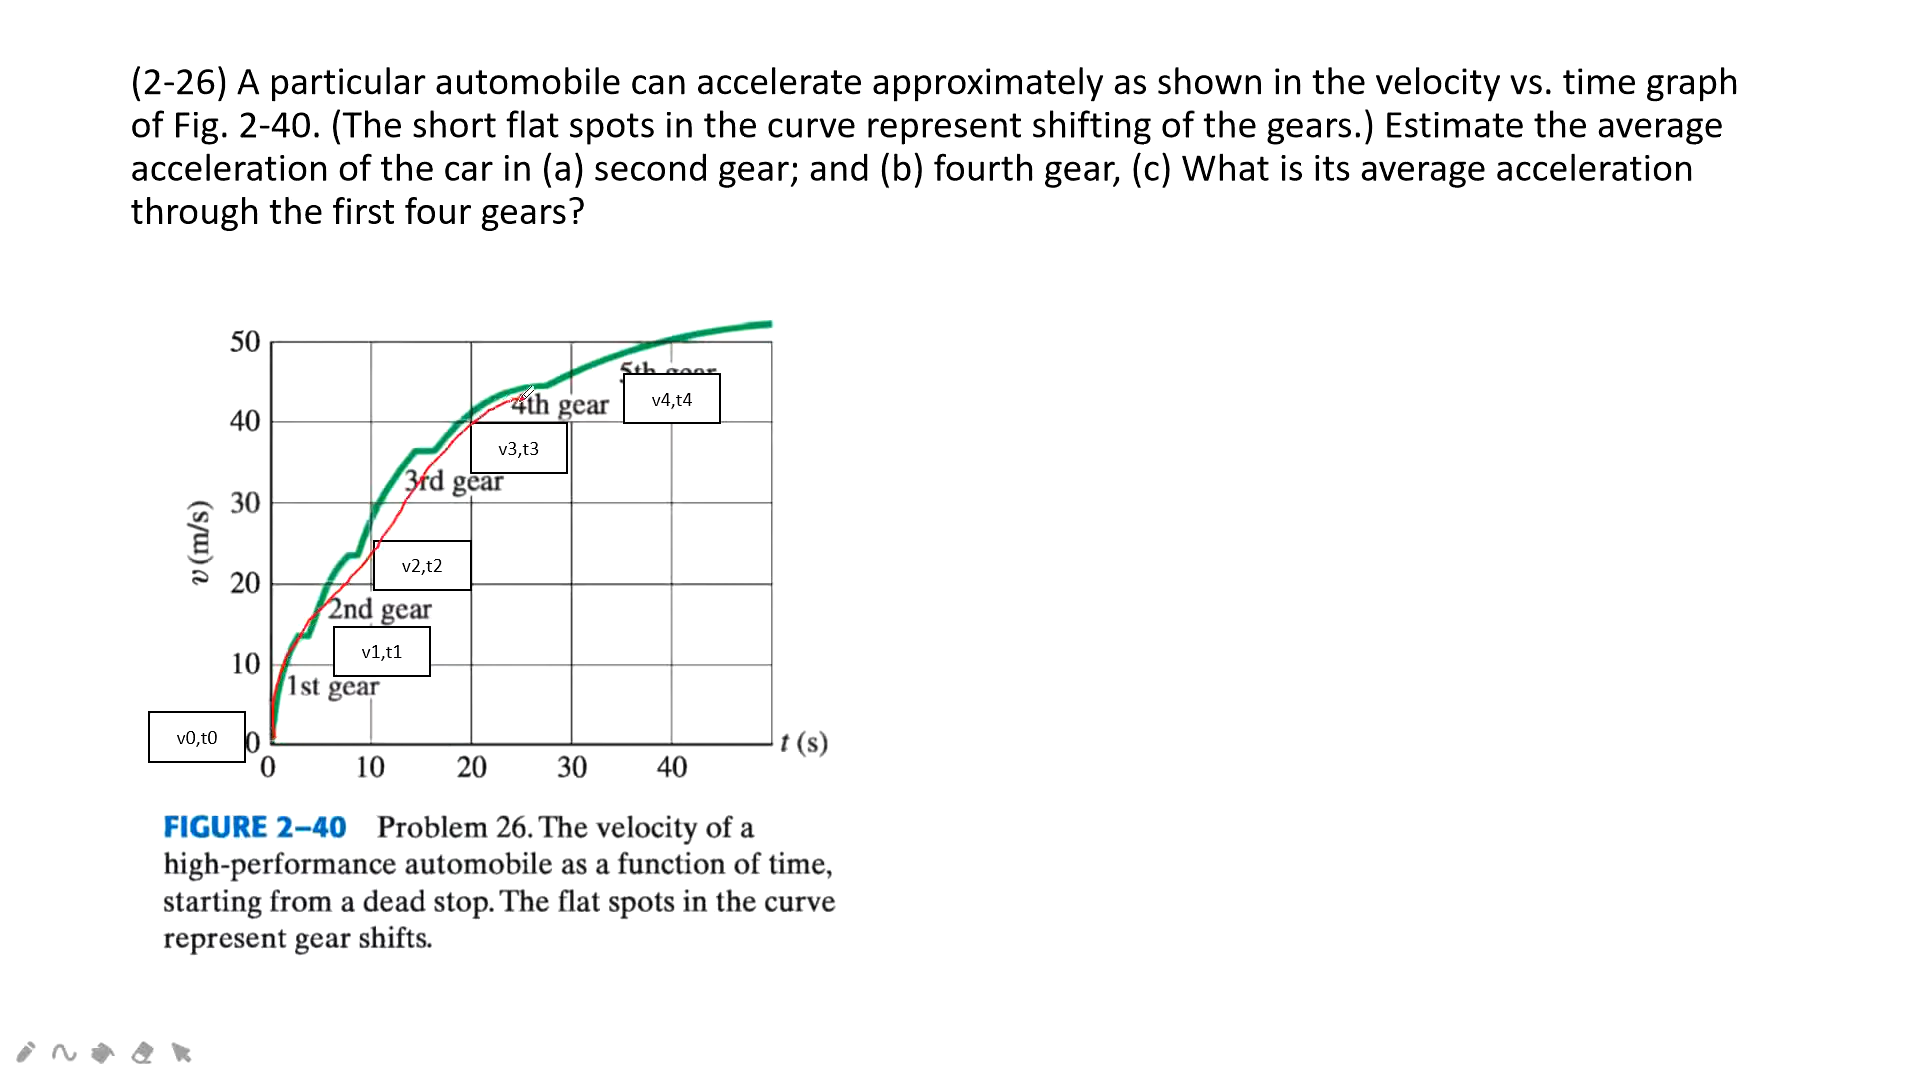 (2-26) A particular automobile can accelerate approximately as shown in the velocity vs. time graph
of Fig. 2-40. (The short flat spots in the curve represent shifting of the gears.) Estimate the average
acceleration of the car in (a) second gear; and (b) fourth gear, (c) What is its average acceleration
through the first four gears?
50
5th gear
v4,t4
4th gear
40
v3,t3
3rd gear
30
v (m/s)
v2,t2
20
2nd gear
v1,t1
10
1st gear
v0,t0
0
t (s)
0 10 20 30 40
FIGURE 2–40 Problem 26. The velocity of a
high-performance automobile as a function of time,
starting from a dead stop. The flat spots in the curve
represent gear shifts.